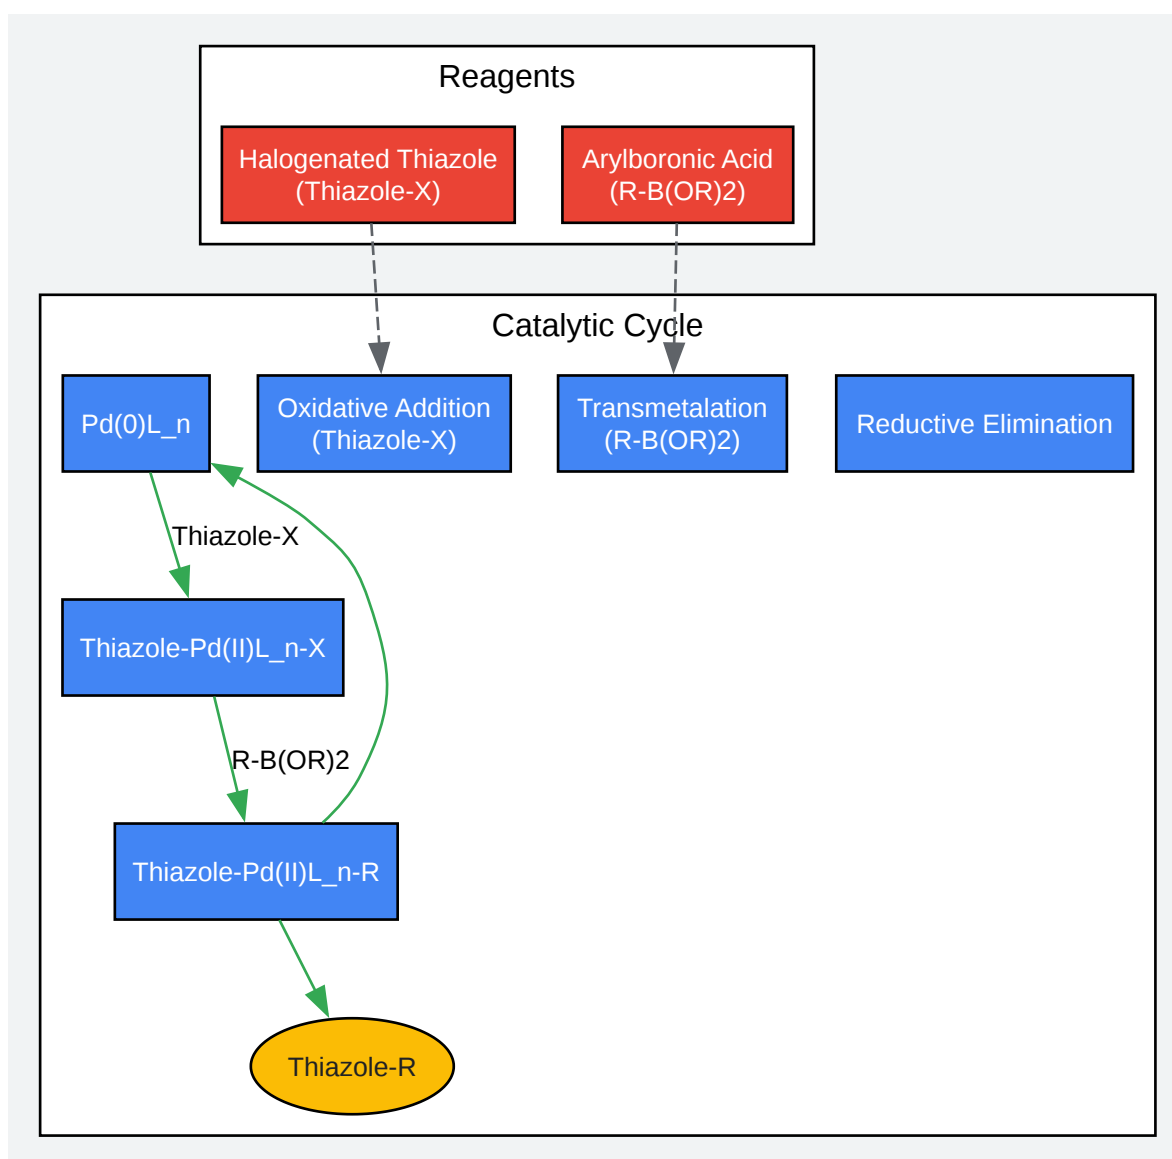 Reagents
Halogenated Thiazole
(Thiazole-X)
Arylboronic Acid
(R-B(OR)2)
Catalytic Cycle
Pd(0)L_n
Oxidative Addition
(Thiazole-X)
Transmetalation
(R-B(OR)2)
Reductive Elimination
Thiazole-X
Thiazole-Pd(II)L_n-X
R-B(OR)2
Thiazole-Pd(II)L_n-R
Thiazole-R